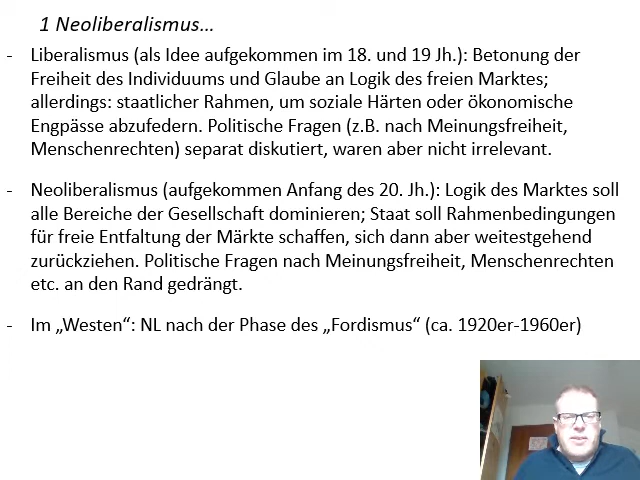 1 Neoliberalismus…
- Liberalismus (als Idee aufgekommen im 18. und 19 Jh.): Betonung der
Freiheit des Individuums und Glaube an Logik des freien Marktes;
allerdings: staatlicher Rahmen, um soziale Härten oder ökonomische
Engpässe abzufedern. Politische Fragen (z.B. nach Meinungsfreiheit,
Menschenrechten) separat diskutiert, waren aber nicht irrelevant.
- Neoliberalismus (aufgekommen Anfang des 20. Jh.): Logik des Marktes soll
alle Bereiche der Gesellschaft dominieren; Staat soll Rahmenbedingungen
für freie Entfaltung der Märkte schaffen, sich dann aber weitestgehend
zurückziehen. Politische Fragen nach Meinungsfreiheit, Menschenrechten
etc. an den Rand gedrängt.
- Im „Westen“: NL nach der Phase des „Fordismus“ (ca. 1920er-1960er)